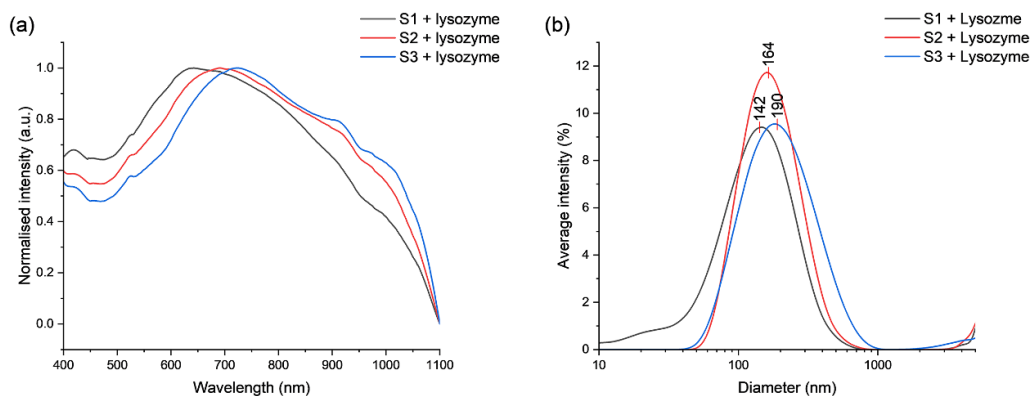 (a)
S1 + lysozyme
S2 + lysozyme
S3 + lysozyme
1.0
0.8
0.6
0.4
0.2
0.0
Normalised intensity (a.u.)
400 500 600 700 800 900 1000 1100
Wavelength (nm)
(b)
S1 + Lysozme
S2 + Lysozyme
S3 + Lysozyme
164
142
190
12
10
8
6
4
2
0
Average intensity (%)
10 100 1000
Diameter (nm)